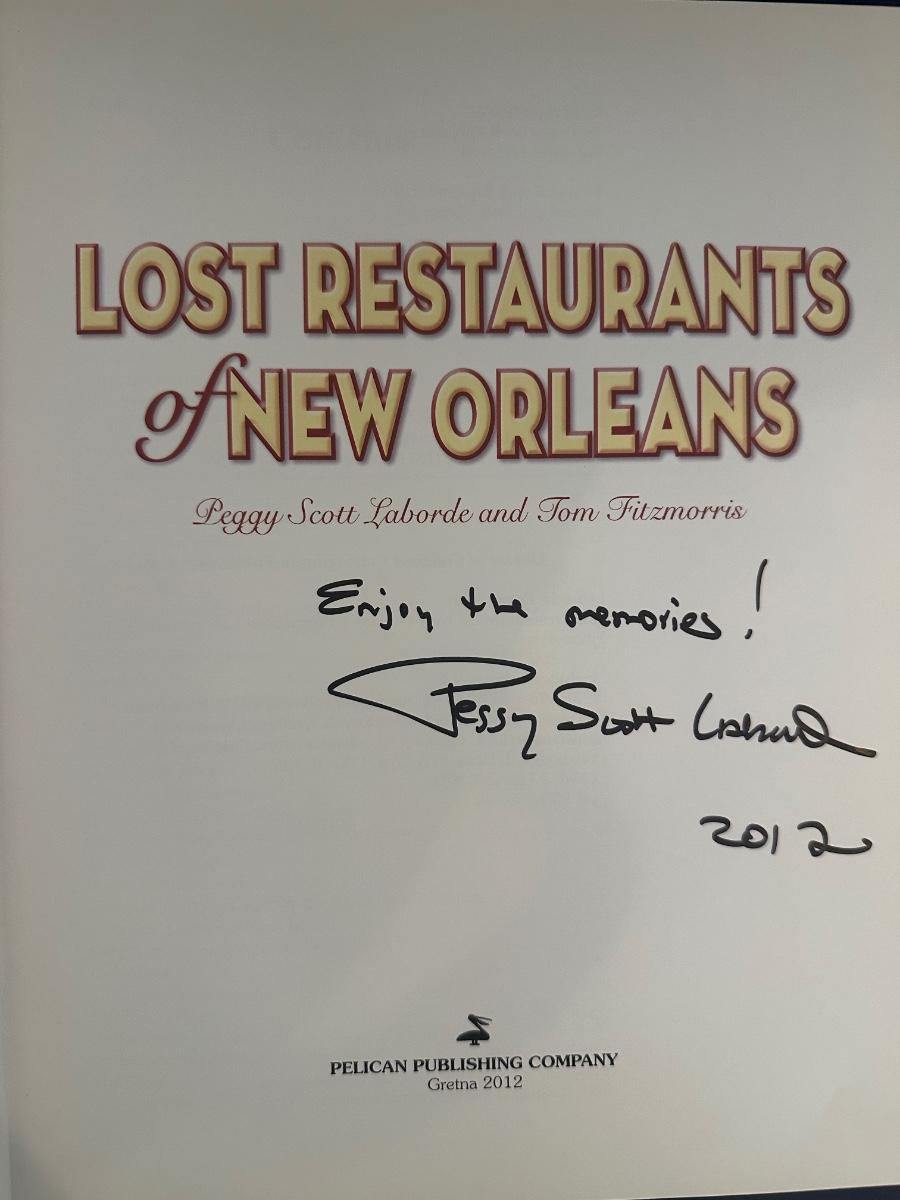 LOST RESTAURANTS
of NEW ORLEANS
Peggy Scott Laborde and Tom Fitzmorris
Enjoy the memories!
Peggy Scott Laborde
2012
PELICAN PUBLISHING COMPANY
Gretna 2012